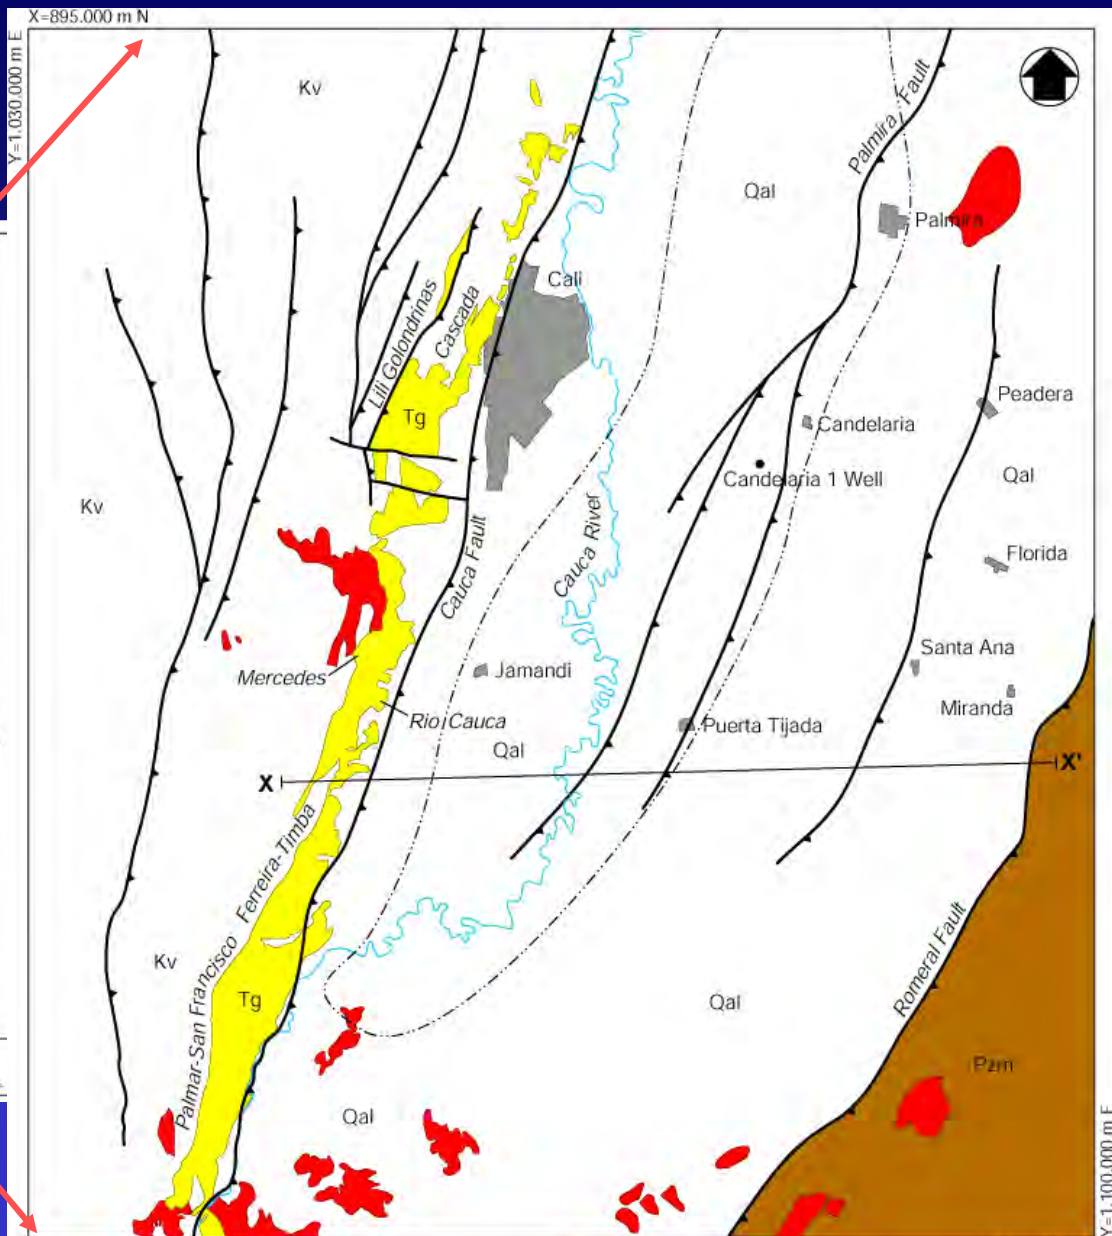 X=895.000 m N
Y=1.030.000 m E
Kv
Palmira Fault
Qal
Palmira
Cali
Lili Golondrinas
Cascada
Peadera
Tg
Candelaria
Candelaria 1 Well
Qal
Kv
Cauca Fault
Cauca River
Florida
Santa Ana
Mercedes
Jamandi
Miranda
Rio Cauca
Puerta Tijada
Qal
X
X'
Ferreira-Timba
Palmar-San Francisco
Kv
Romeral Fault
Tg
Qal
Pzm
Qal
Y=1.100.000 m E